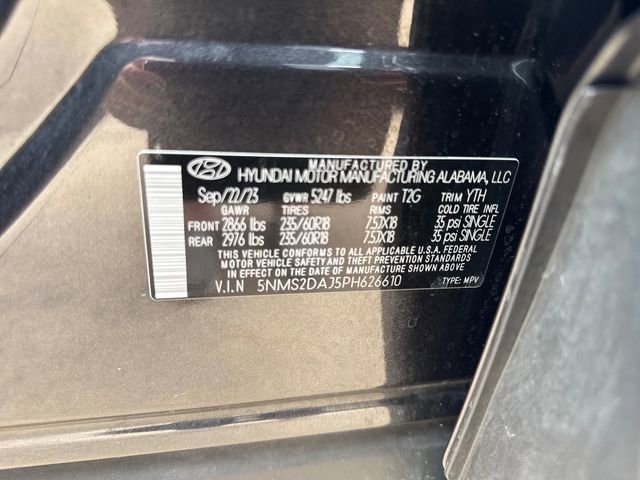 MANUFACTURED BY
HYUNDAI MOTOR MANUFACTURING ALABAMA, LLC
Sep/22/23 GVWR 5247 lbs PAINT T2G TRIM YTH
GAWR TIRES RIMS COLD TIRE INFL
FRONT 2866 lbs 235/60R18 7.5JX18 35 psi SINGLE
REAR 2976 lbs 235/60R18 7.5JX18 35 psi SINGLE
THIS VEHICLE CONFORMS TO ALL APPLICABLE U.S.A. FEDERAL
MOTOR VEHICLE SAFETY AND THEFT PREVENTION STANDARDS
IN EFFECT ON THE DATE OF MANUFACTURE SHOWN ABOVE.
V.I.N 5NMS2DAJ5PH626610 TYPE: MPV